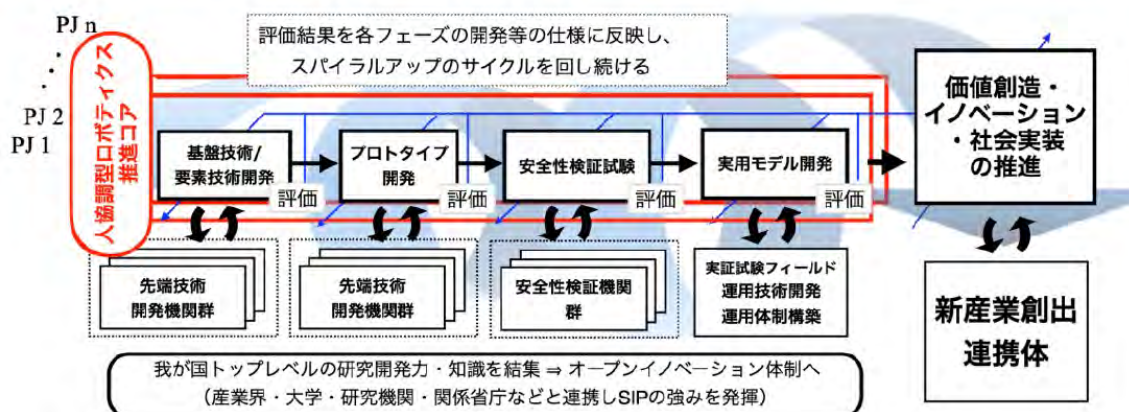 PJ n
PJ 2
PJ 1
人協調型ロボティクス
推進コア
評価結果を各フェーズの開発等の仕様に反映し、
スパイラルアップのサイクルを回し続ける
基盤技術/
要素技術開発
評価
プロトタイプ
開発
評価
安全性検証試験
評価
実用モデル開発
評価
価値創造・
イノベーション
・社会実装
の推進
先端技術
開発機関群
先端技術
開発機関群
安全性検証機関
群
実証試験フィールド
運用技術開発
運用体制構築
新産業創出
連携体
我が国トップレベルの研究開発力・知識を結集 ⇒ オープンイノベーション体制へ
(産業界・大学・研究機関・関係省庁などと連携しSIPの強みを発揮)